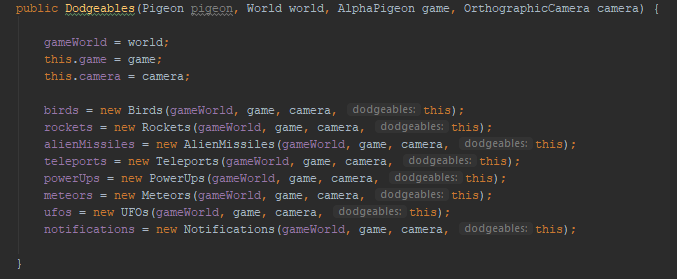 public Dodgeables(Pigeon pigeon, World world, AlphaPigeon game, OrthographicCamera camera) {
gameWorld = world;
this.game = game;
this.camera = camera;
birds = new Birds(gameWorld, game, camera, dodgeables: this);
rockets = new Rockets(gameWorld, game, camera, dodgeables: this);
alienMissiles = new AlienMissiles(gameWorld, game, camera, dodgeables: this);
teleports = new Teleports(gameWorld, game, camera, dodgeables: this);
powerUps = new PowerUps(gameWorld, game, camera, dodgeables: this);
meteors = new Meteors(gameWorld, game, camera, dodgeables: this);
ufos = new UFOs(gameWorld, game, camera, dodgeables: this);
notifications = new Notifications(gameWorld, game, camera, dodgeables: this);
}